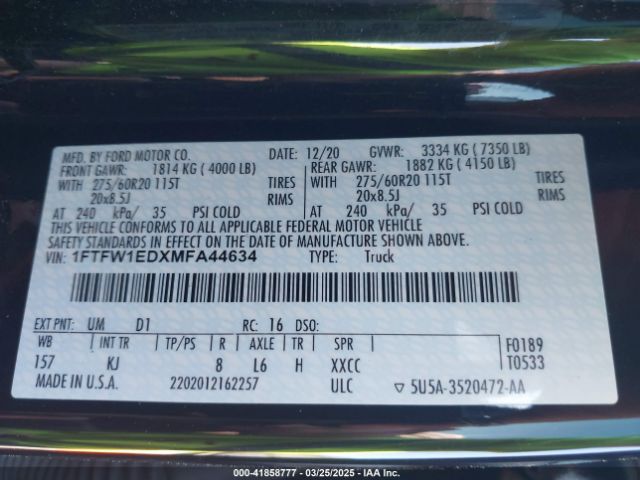 MFD. BY FORD MOTOR CO. DATE: 12/20 GVWR: 3334 KG ( 7350 LB)
FRONT GAWR: 1814 KG ( 4000 LB) REAR GAWR: 1882 KG ( 4150 LB)
WITH 275/60R20 115T TIRES WITH 275/60R20 115T TIRES
20x8.5J RIMS 20x8.5J RIMS
AT 240 kPa/ 35 PSI COLD AT 240 kPa/ 35 PSI COLD
THIS VEHICLE CONFORMS TO ALL APPLICABLE FEDERAL MOTOR VEHICLE
SAFETY STANDARDS IN EFFECT ON THE DATE OF MANUFACTURE SHOWN ABOVE.
VIN: 1FTFW1EDXMFA44634 TYPE: Truck
EXT PNT: UM D1 RC: 16 DSO:
WB INT TR TP/PS R AXLE TR SPR F0189
157 KJ 8 L6 H XXCC T0533
MADE IN U.S.A. 2202012162257 ULC ▽ 5U5A-3520472-AA
000-41858777 • 03/25/2025 • IAA Inc.